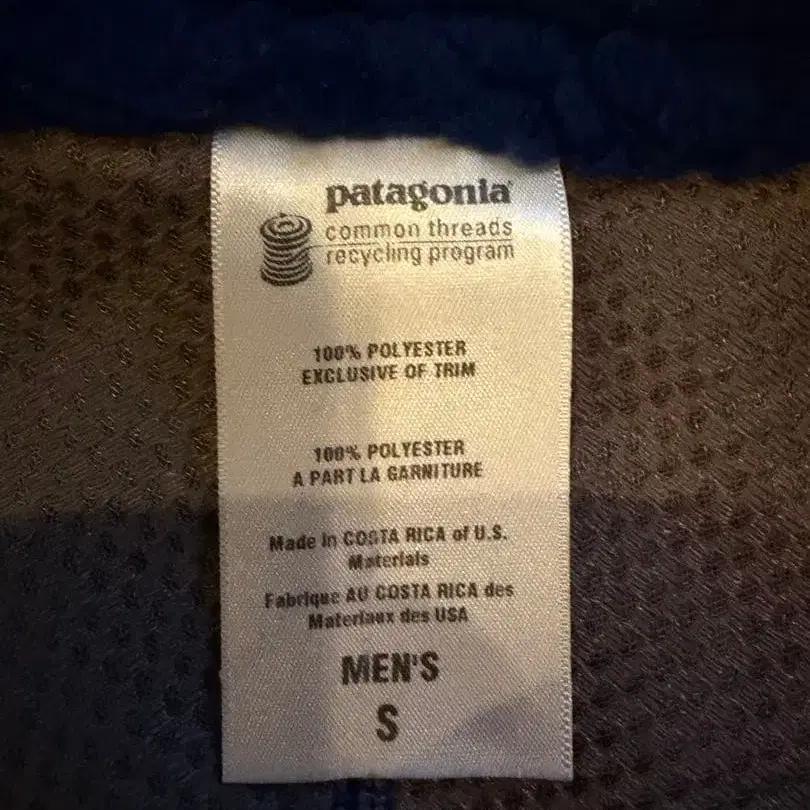 patagonia
common threads
recycling program
100% POLYESTER
EXCLUSIVE OF TRIM
100% POLYESTER
A PART LA GARNITURE
Made in COSTA RICA of U.S.
Materials
Fabrique AU COSTA RICA des
Materiaux des USA
MEN'S
S